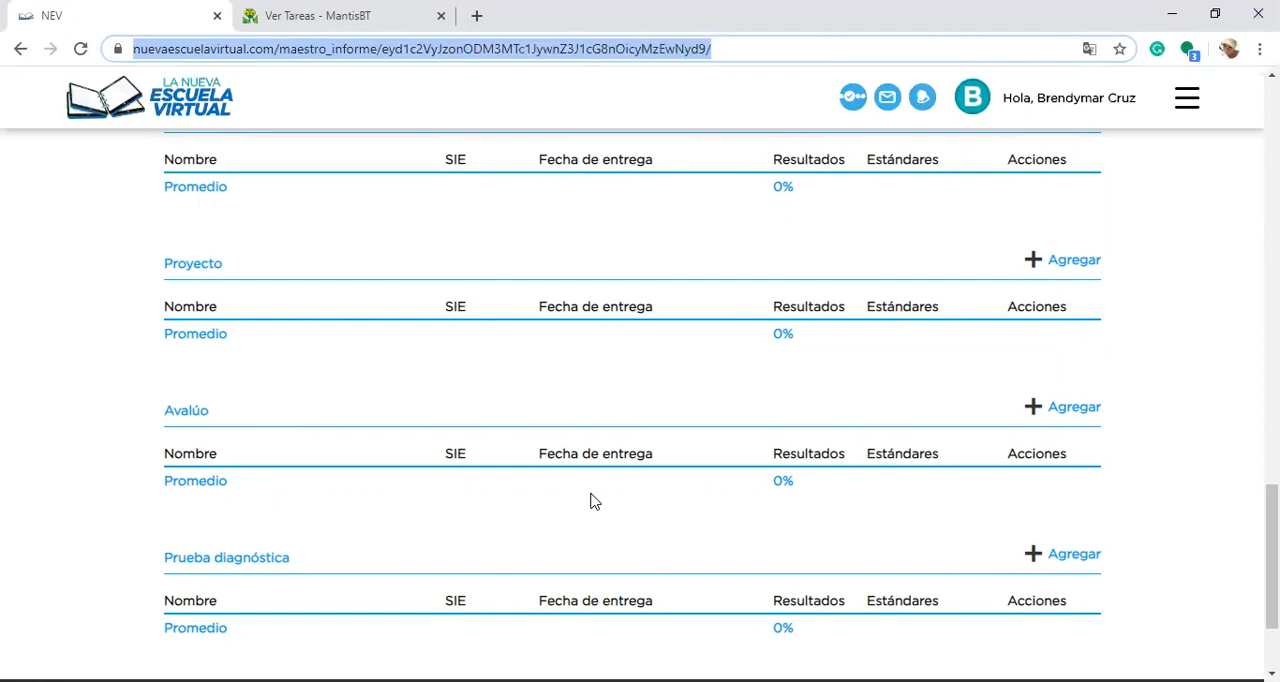 NEV
Ver Tareas - MantisBT
nuevaescuelavirtual.com/maestro_informe/eyd1c2VyJzonODM3MTc1JywnZ3J1cG8nOicyMzEwNyd9/
3
LA NUEVA
ESCUELA
VIRTUAL
B
Hola, Brendymar Cruz
Nombre SIE Fecha de entrega Resultados Estándares Acciones
Promedio 0%
Proyecto Agregar
Nombre SIE Fecha de entrega Resultados Estándares Acciones
Promedio 0%
Avalúo Agregar
Nombre SIE Fecha de entrega Resultados Estándares Acciones
Promedio 0%
Prueba diagnóstica Agregar
Nombre SIE Fecha de entrega Resultados Estándares Acciones
Promedio 0%